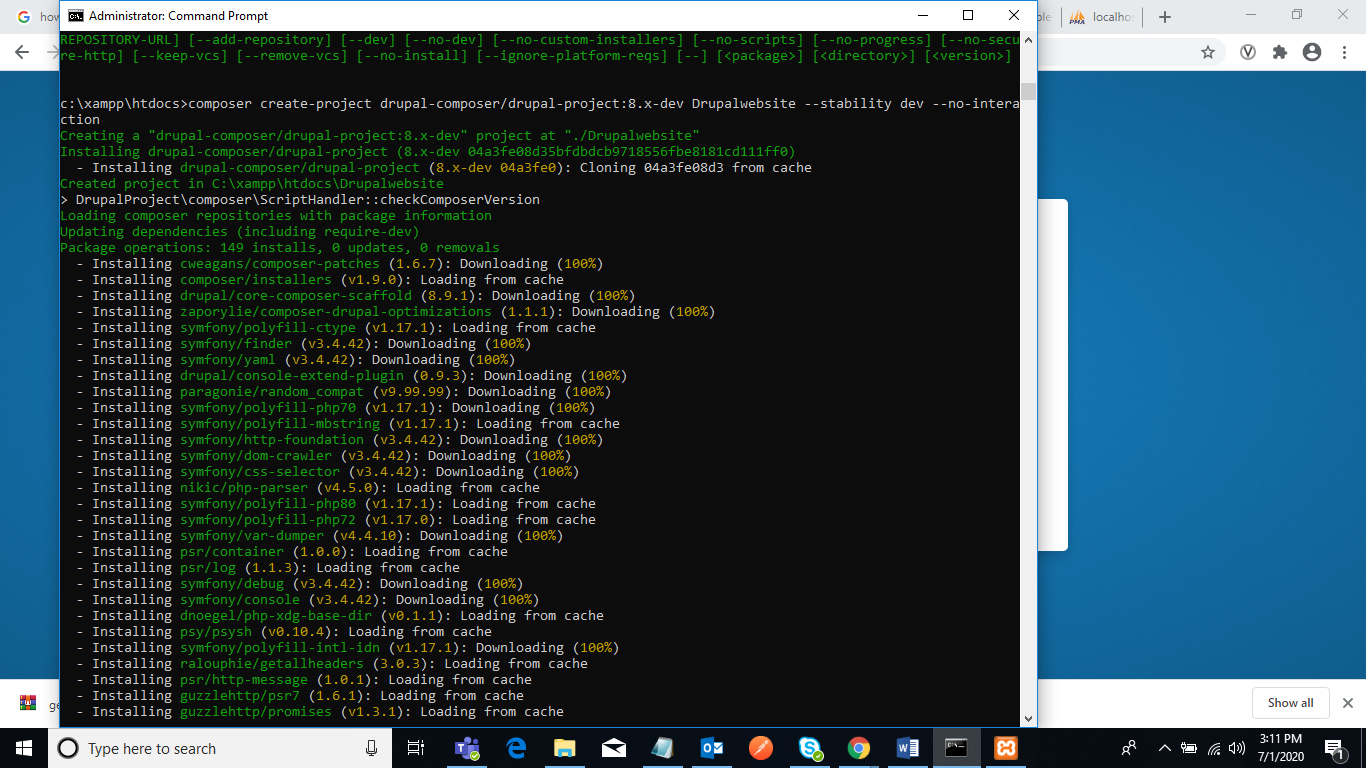 how
Administrator: Command Prompt
ble
PMA
localho
REPOSITORY-URL] [--add-repository] [--dev] [--no-dev] [--no-custom-installers] [--no-scripts] [--no-progress] [--no-secu
re-http] [--keep-vcs] [--remove-vcs] [--no-install] [--ignore-platform-reqs] [--] [<package>] [<directory>] [<version>]
c:\xampp\htdocs>composer create-project drupal-composer/drupal-project:8.x-dev Drupalwebsite --stability dev --no-intera
ction
Creating a "drupal-composer/drupal-project:8.x-dev" project at "./Drupalwebsite"
Installing drupal-composer/drupal-project (8.x-dev 04a3fe08d35bfdbdcb9718556fbe8181cd111ff0)
- Installing drupal-composer/drupal-project (8.x-dev 04a3fe0): Cloning 04a3fe08d3 from cache
Created project in C:\xampp\htdocs\Drupalwebsite
> DrupalProject\composer\ScriptHandler::checkComposerVersion
Loading composer repositories with package information
Updating dependencies (including require-dev)
Package operations: 149 installs, 0 updates, 0 removals
- Installing cweagans/composer-patches (1.6.7): Downloading (100%)
- Installing composer/installers (v1.9.0): Loading from cache
- Installing drupal/core-composer-scaffold (8.9.1): Downloading (100%)
- Installing zaporylie/composer-drupal-optimizations (1.1.1): Downloading (100%)
- Installing symfony/polyfill-ctype (v1.17.1): Loading from cache
- Installing symfony/finder (v3.4.42): Downloading (100%)
- Installing symfony/yaml (v3.4.42): Downloading (100%)
- Installing drupal/console-extend-plugin (0.9.3): Downloading (100%)
- Installing paragonie/random_compat (v9.99.99): Downloading (100%)
- Installing symfony/polyfill-php70 (v1.17.1): Downloading (100%)
- Installing symfony/polyfill-mbstring (v1.17.1): Loading from cache
- Installing symfony/http-foundation (v3.4.42): Downloading (100%)
- Installing symfony/dom-crawler (v3.4.42): Downloading (100%)
- Installing symfony/css-selector (v3.4.42): Downloading (100%)
- Installing nikic/php-parser (v4.5.0): Loading from cache
- Installing symfony/polyfill-php80 (v1.17.1): Loading from cache
- Installing symfony/polyfill-php72 (v1.17.0): Loading from cache
- Installing symfony/var-dumper (v4.4.10): Downloading (100%)
- Installing psr/container (1.0.0): Loading from cache
- Installing psr/log (1.1.3): Loading from cache
- Installing symfony/debug (v3.4.42): Downloading (100%)
- Installing symfony/console (v3.4.42): Downloading (100%)
- Installing dnoegel/php-xdg-base-dir (v0.1.1): Loading from cache
- Installing psy/psysh (v0.10.4): Loading from cache
- Installing symfony/polyfill-intl-idn (v1.17.1): Downloading (100%)
- Installing ralouphie/getallheaders (3.0.3): Loading from cache
- Installing psr/http-message (1.0.1): Loading from cache
- Installing guzzlehttp/psr7 (1.6.1): Loading from cache
- Installing guzzlehttp/promises (v1.3.1): Loading from cache
ge
Show all
Type here to search
3:11 PM
7/1/2020
1